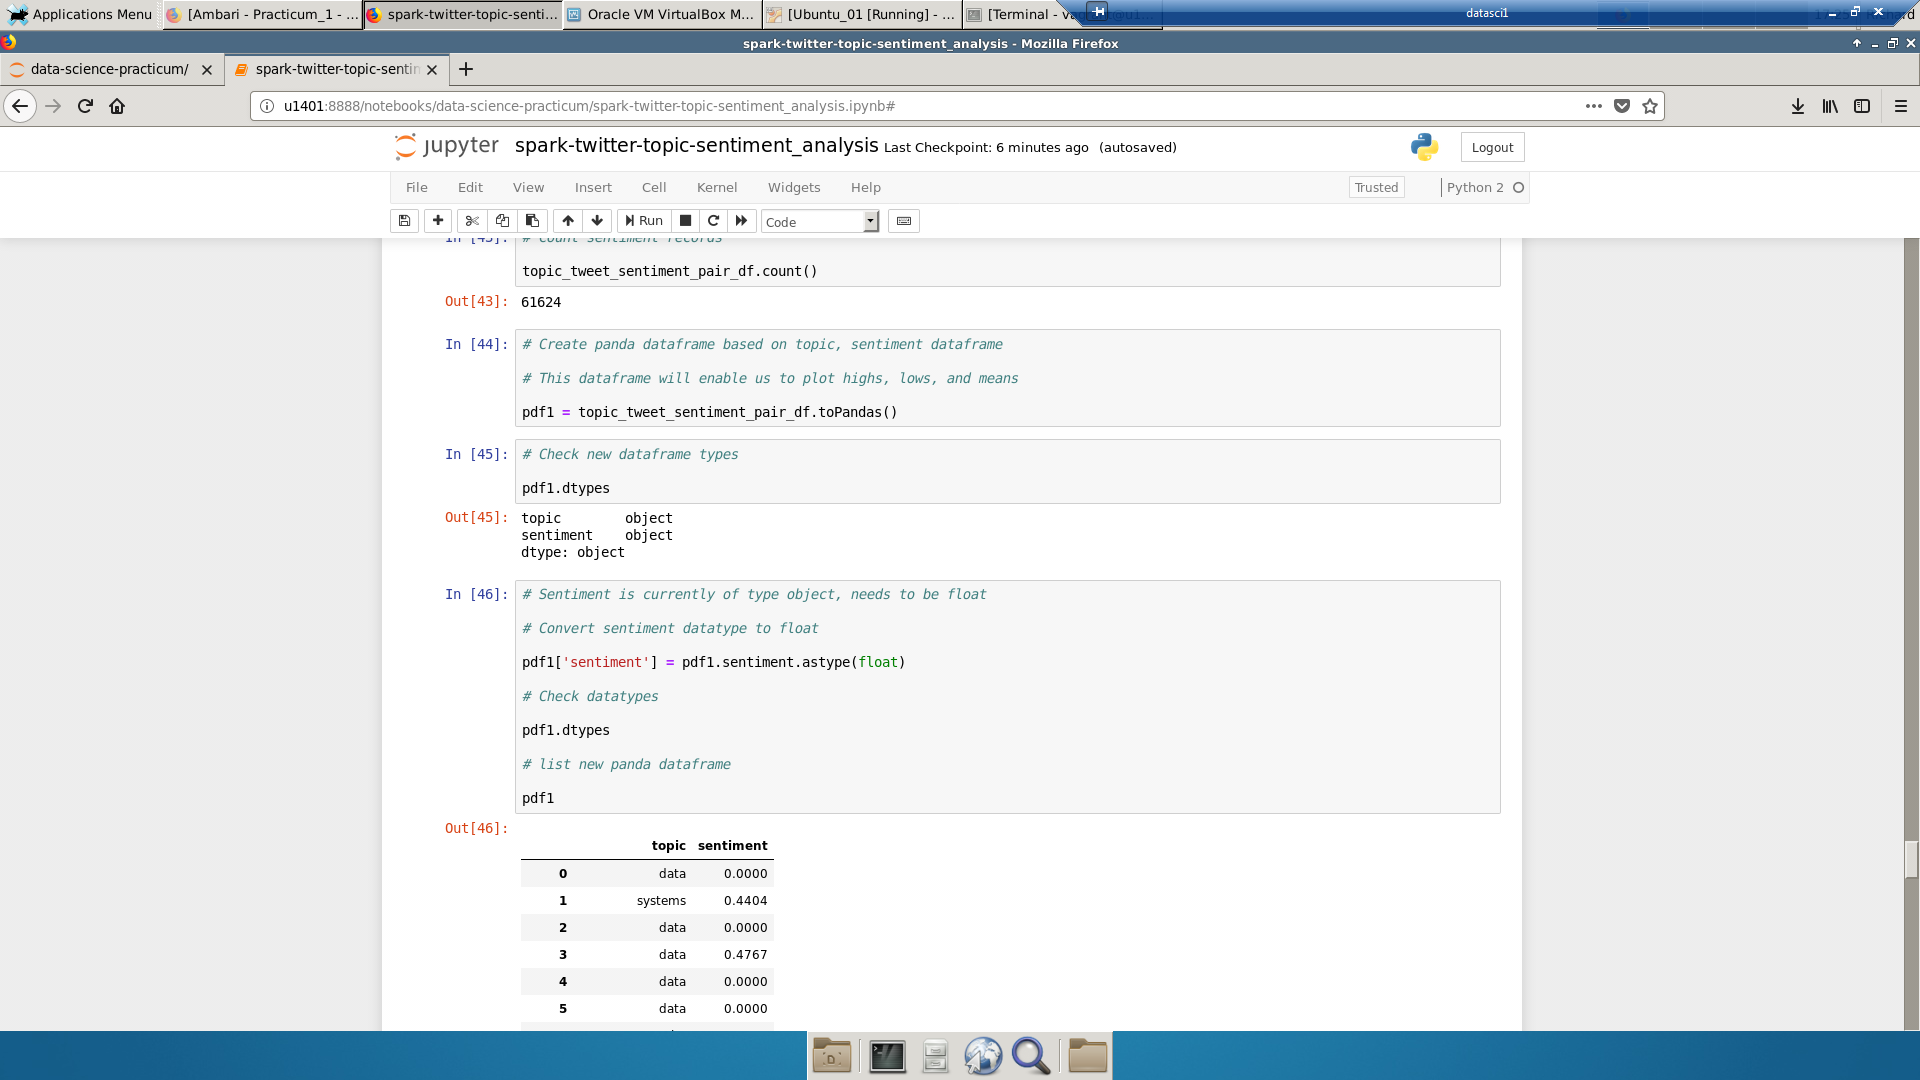 Applications Menu
[Ambari - Practicum_1 - ...
spark-twitter-topic-senti...
Oracle VM VirtualBox M...
[Ubuntu_01 [Running] - ...
[Terminal -
datasci1
spark-twitter-topic-sentiment_analysis - Mozilla Firefox
data-science-practicum/
spark-twitter-topic-sentin
u1401:8888/notebooks/data-science-practicum/spark-twitter-topic-sentiment_analysis.ipynb#
jupyter
spark-twitter-topic-sentiment_analysis Last Checkpoint: 6 minutes ago (autosaved)
Logout
File Edit View Insert Cell Kernel Widgets Help
Trusted
Python 2
Run
Code
In [43]: # Count sentiment records
topic_tweet_sentiment_pair_df.count()
Out[43]: 61624
In [44]: # Create panda dataframe based on topic, sentiment dataframe
# This dataframe will enable us to plot highs, lows, and means
pdf1 = topic_tweet_sentiment_pair_df.toPandas()
In [45]: # Check new dataframe types
pdf1.dtypes
Out[45]: topic object
sentiment object
dtype: object
In [46]: # Sentiment is currently of type object, needs to be float
# Convert sentiment datatype to float
pdf1['sentiment'] = pdf1.sentiment.astype(float)
# Check datatypes
pdf1.dtypes
# list new panda dataframe
pdf1
Out[46]:
topic sentiment
0 data 0.0000
1 systems 0.4404
2 data 0.0000
3 data 0.4767
4 data 0.0000
5 data 0.0000